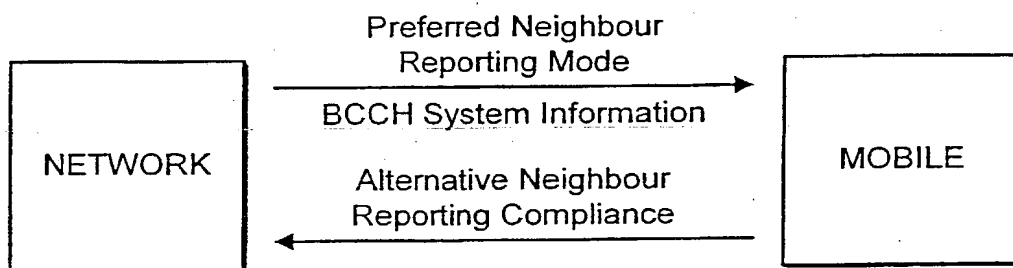 Preferred Neighbour
Reporting Mode
BCCH System Information
NETWORK
MOBILE
Alternative Neighbour
Reporting Compliance